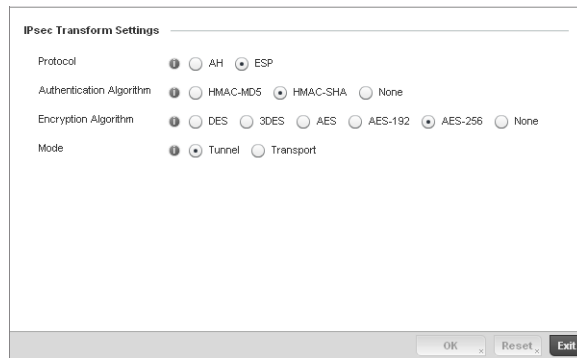 IPsec Transform Settings
Protocol AH ESP
Authentication Algorithm HMAC-MD5 HMAC-SHA None
Encryption Algorithm DES 3DES AES AES-192 AES-256 None
Mode Tunnel Transport
OK Reset Exit